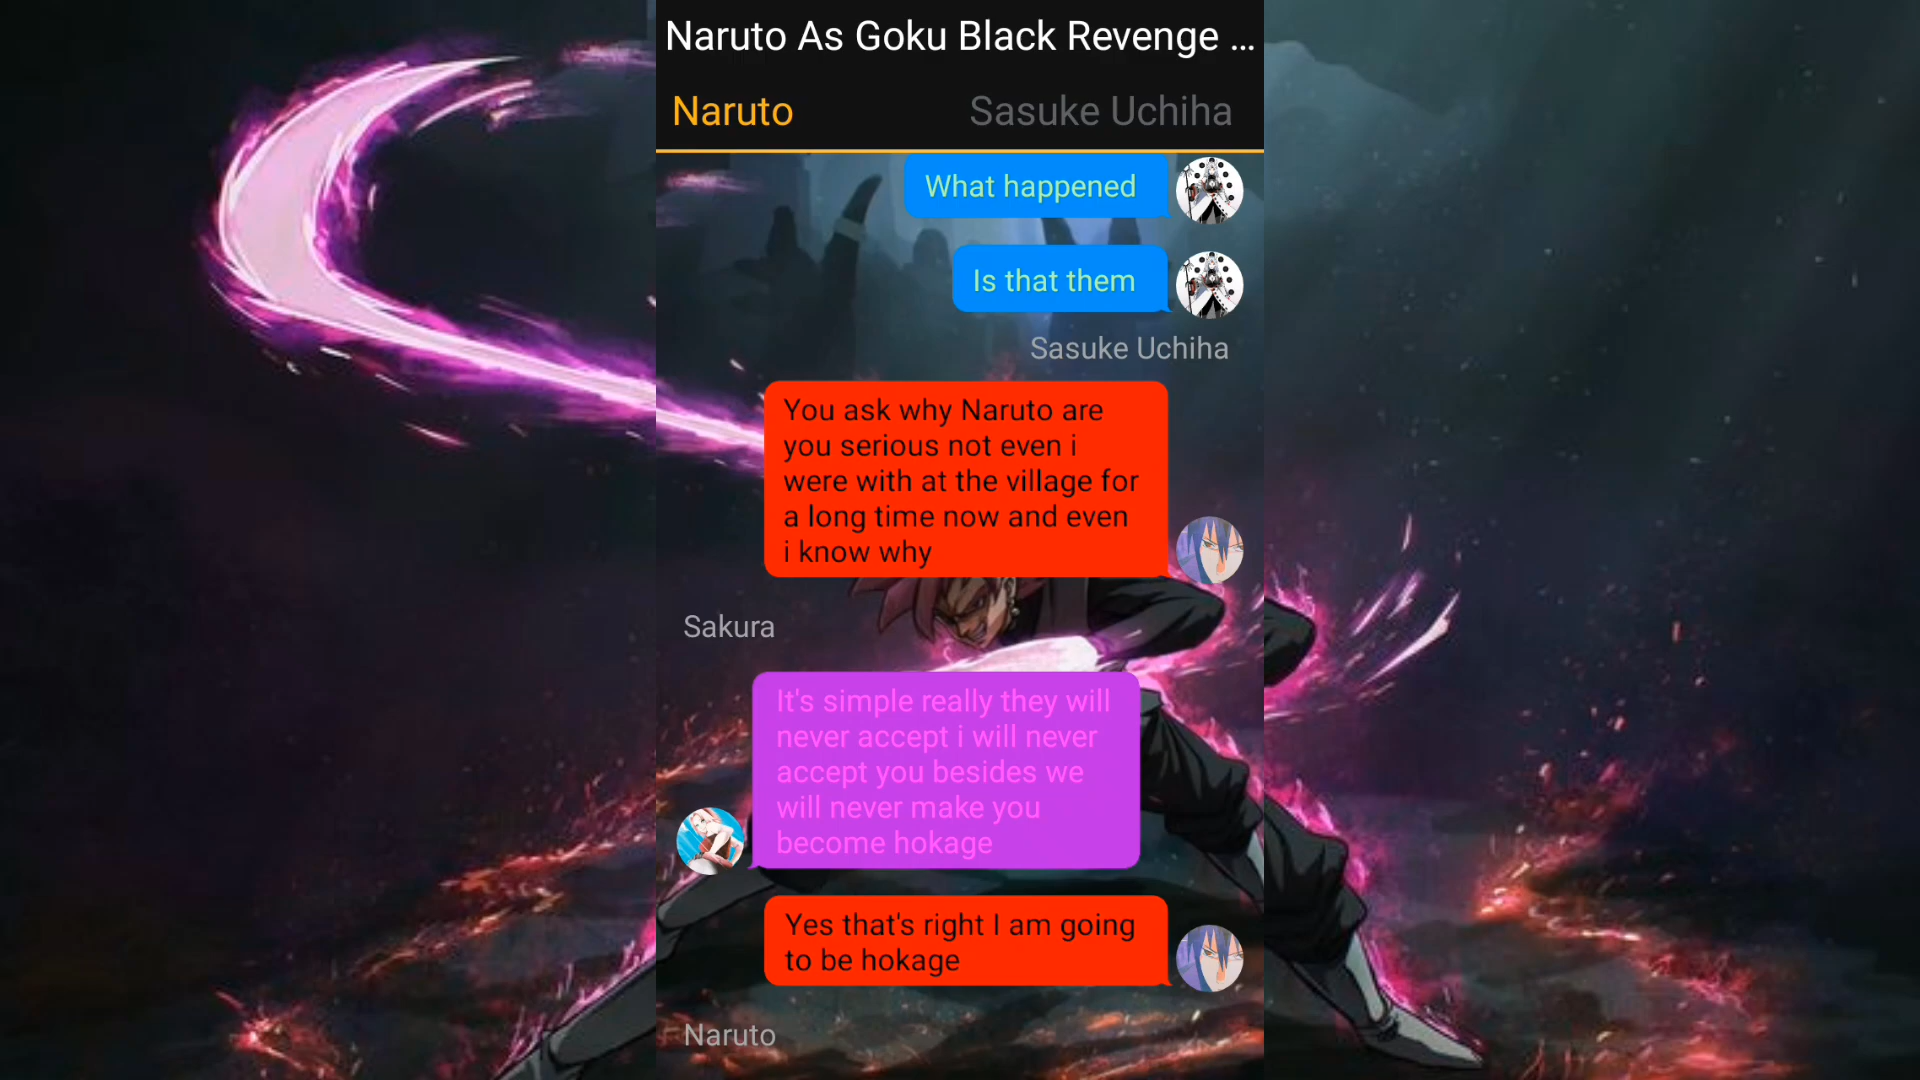 Naruto As Goku Black Revenge ...
Naruto
Sasuke Uchiha
What happened
Is that them
Sasuke Uchiha
You ask why Naruto are
you serious not even i
were with at the village for
a long time now and even
i know why
Sakura
It's simple really they will
never accept i will never
accept you besides we
will never make you
become hokage
Yes that's right I am going
to be hokage
Naruto